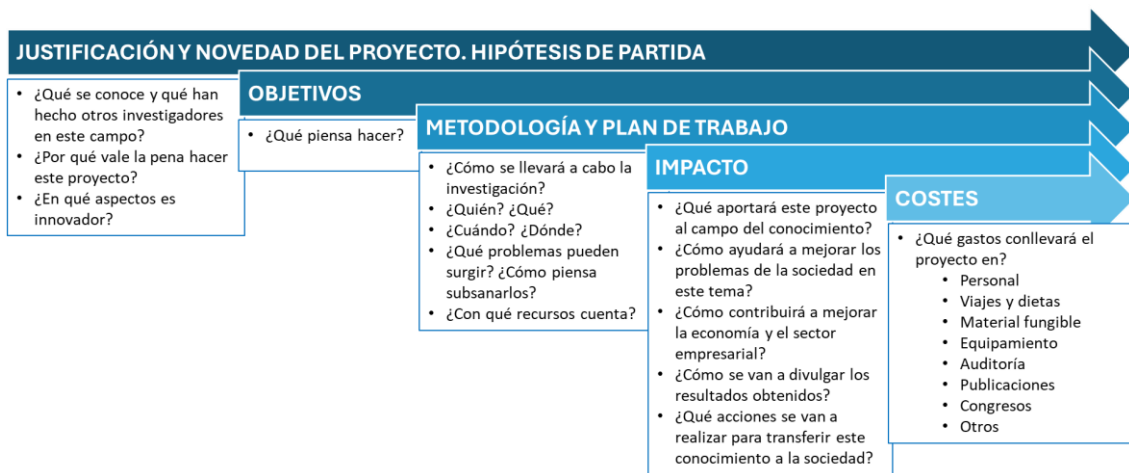 JUSTIFICACIÓN Y NOVEDAD DEL PROYECTO. HIPÓTESIS DE PARTIDA
• ¿Qué se conoce y qué han
hecho otros investigadores
en este campo?
• ¿Por qué vale la pena hacer
este proyecto?
• ¿En qué aspectos es
innovador?
OBJETIVOS
• ¿Qué piensa hacer?
METODOLOGÍA Y PLAN DE TRABAJO
• ¿Cómo se llevará a cabo la
investigación?
• ¿Quién? ¿Qué?
• ¿Cuándo? ¿Dónde?
• ¿Qué problemas pueden
surgir? ¿Cómo piensa
subsanarlos?
• ¿Con qué recursos cuenta?
IMPACTO
• ¿Qué aportará este proyecto
al campo del conocimiento?
• ¿Cómo ayudará a mejorar los
problemas de la sociedad en
este tema?
• ¿Cómo contribuirá a mejorar
la economía y el sector
empresarial?
• ¿Cómo se van a divulgar los
resultados obtenidos?
• ¿Qué acciones se van a
realizar para transferir este
conocimiento a la sociedad?
COSTES
• ¿Qué gastos conllevará el
proyecto en?
• Personal
• Viajes y dietas
• Material fungible
• Equipamiento
• Auditoría
• Publicaciones
• Congresos
• Otros